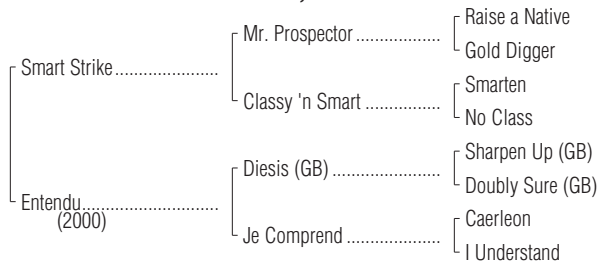 Raise a Native
Mr. Prospector ..................
Gold Digger
Smart Strike......................
Smarten
Classy 'n Smart ................
No Class
Sharpen Up (GB)
Diesis (GB) .......................
Doubly Sure (GB)
Entendu.............................
(2000)
Caerleon
Je Comprend ....................
I Understand